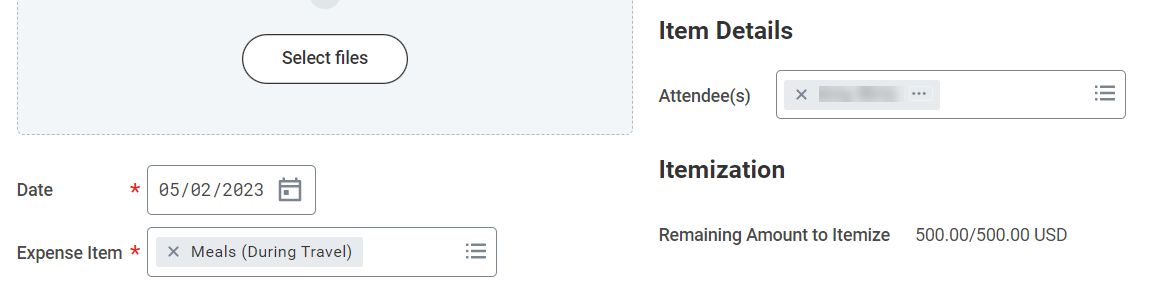 Select files
Date * 05/02/2023
Expense Item * × Meals (During Travel)
Item Details
Attendee(s) × ...
Itemization
Remaining Amount to Itemize 500.00/500.00 USD